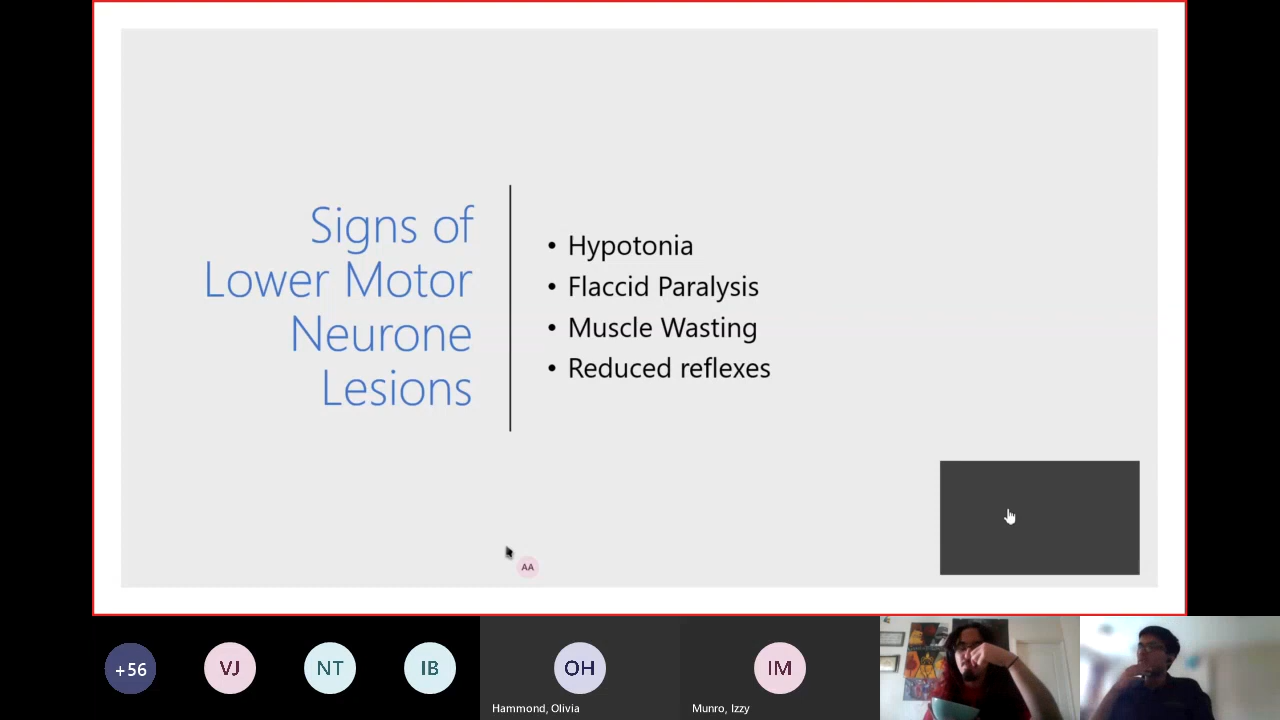 Signs of
Lower Motor
Neurone
Lesions
• Hypotonia
• Flaccid Paralysis
• Muscle Wasting
• Reduced reflexes
AA
+56
VJ
NT
IB
OH
IM
Hammond, Olivia
Munro, Izzy